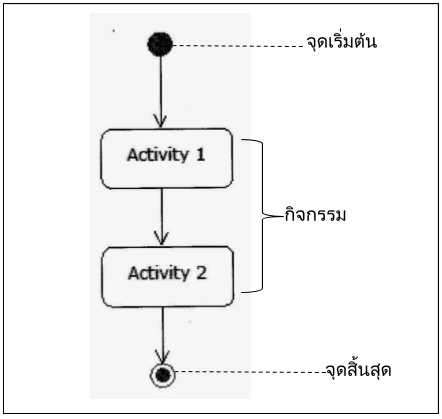 จุดเริ่มต้น
Activity 1
กิจกรรม
Activity 2
จุดสิ้นสุด